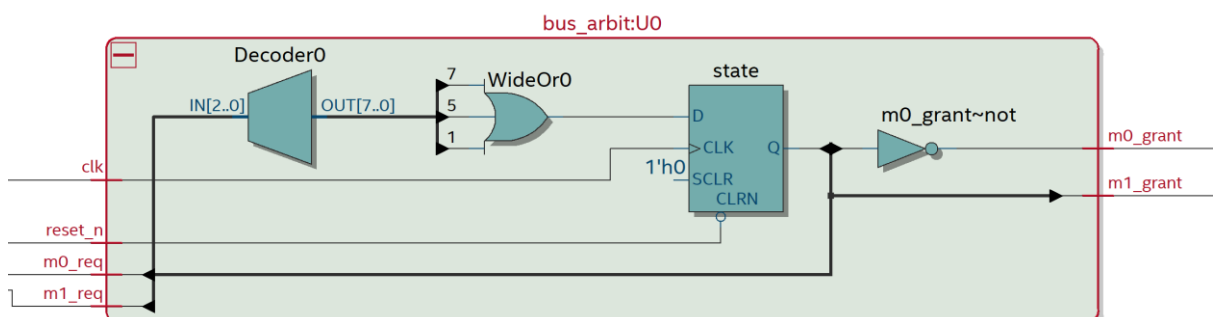 bus_arbit:U0
Decoder0
IN[2..0]
OUT[7..0]
7
5
1
WideOr0
state
D
CLK
1'h0
SCLR
CLRN
Q
m0_grant~not
clk
reset_n
m0_req
m1_req
m0_grant
m1_grant